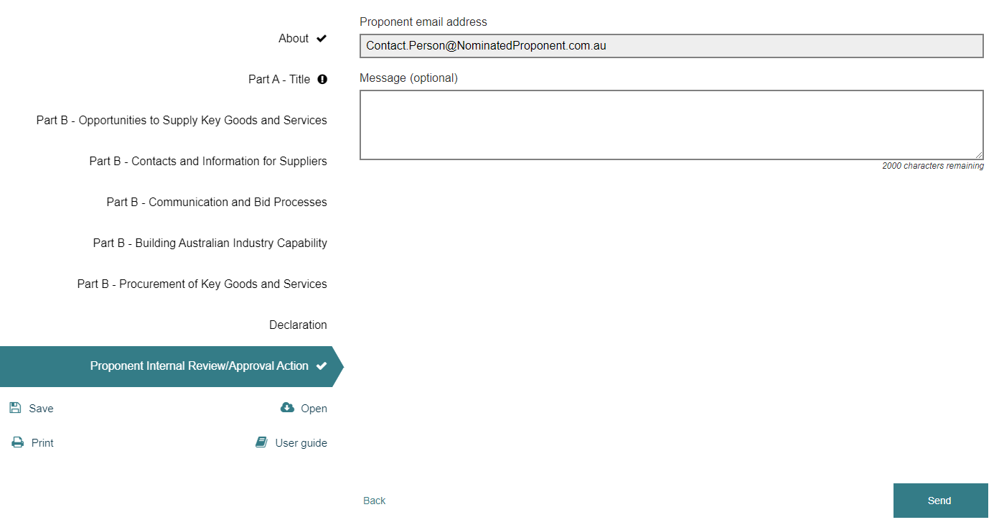 About
Part A - Title
Part B - Opportunities to Supply Key Goods and Services
Part B - Contacts and Information for Suppliers
Part B - Communication and Bid Processes
Part B - Building Australian Industry Capability
Part B - Procurement of Key Goods and Services
Declaration
Proponent Internal Review/Approval Action
Save
Open
Print
User guide
Proponent email address
Contact.Person@NominatedProponent.com.au
Message (optional)
2000 characters remaining
Back
Send